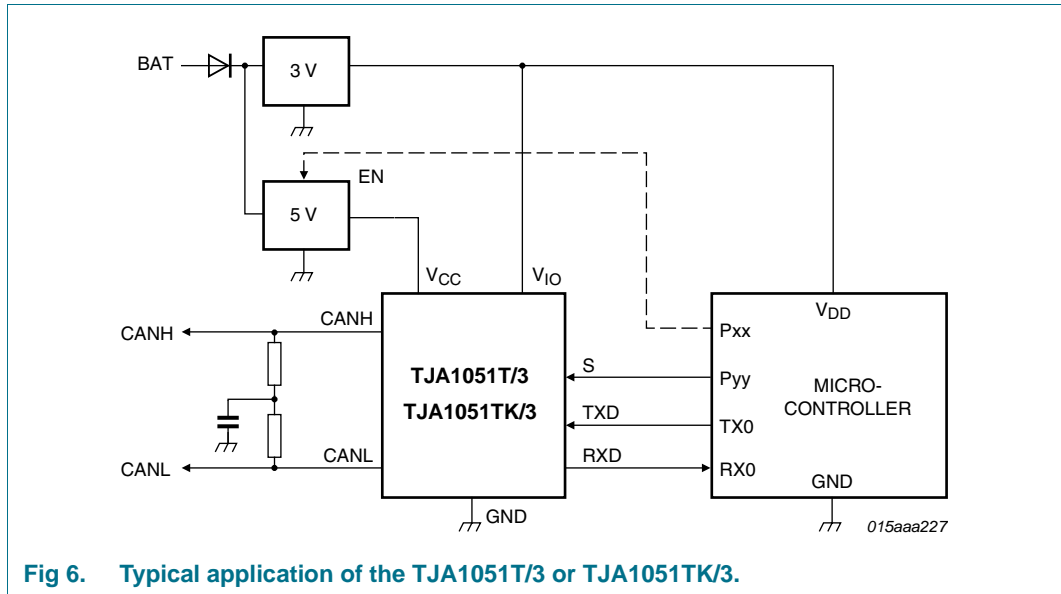 BAT
3 V
EN
5 V
VCC
VIO
VDD
CANH
CANH
Pxx
TJA1051T/3
TJA1051TK/3
S
Pyy
MICRO-
CONTROLLER
TXD
TX0
CANL
CANL
RXD
RX0
GND
GND
015aaa227
Fig 6. Typical application of the TJA1051T/3 or TJA1051TK/3.